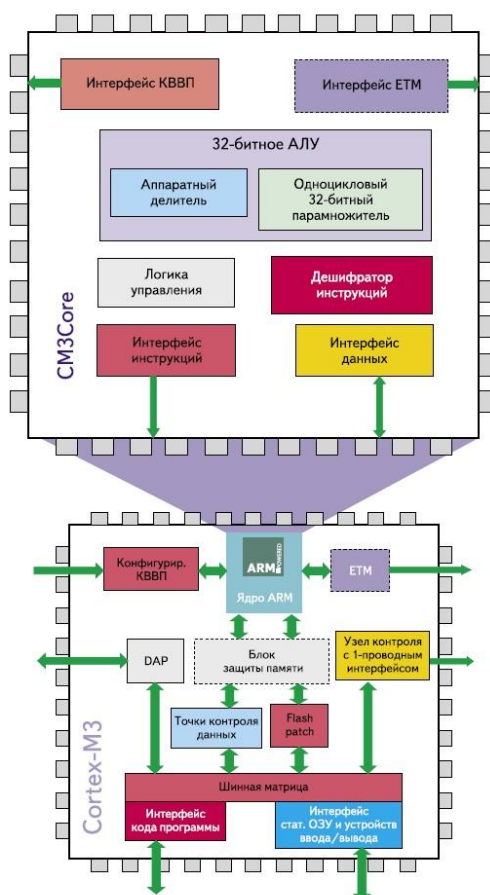 Интерфейс КВВП
Интерфейс ETM
32-битное АЛУ
Аппаратный
делитель
Одноцикловый
32-битный
парамножитель
Логика
управления
Дешифратор
инструкций
Интерфейс
инструкций
Интерфейс
данных
CM3Core
Конфигурир.
КВВП
ARM
POWERED
Ядро ARM
ETM
DAP
Блок
защиты памяти
Узел контроля
с 1-проводным
интерфейсом
Точки контроля
данных
Flash
patch
Шинная матрица
Интерфейс
кода программы
Интерфейс
стат. ОЗУ и устройств
ввода/вывода
Cortex-M3